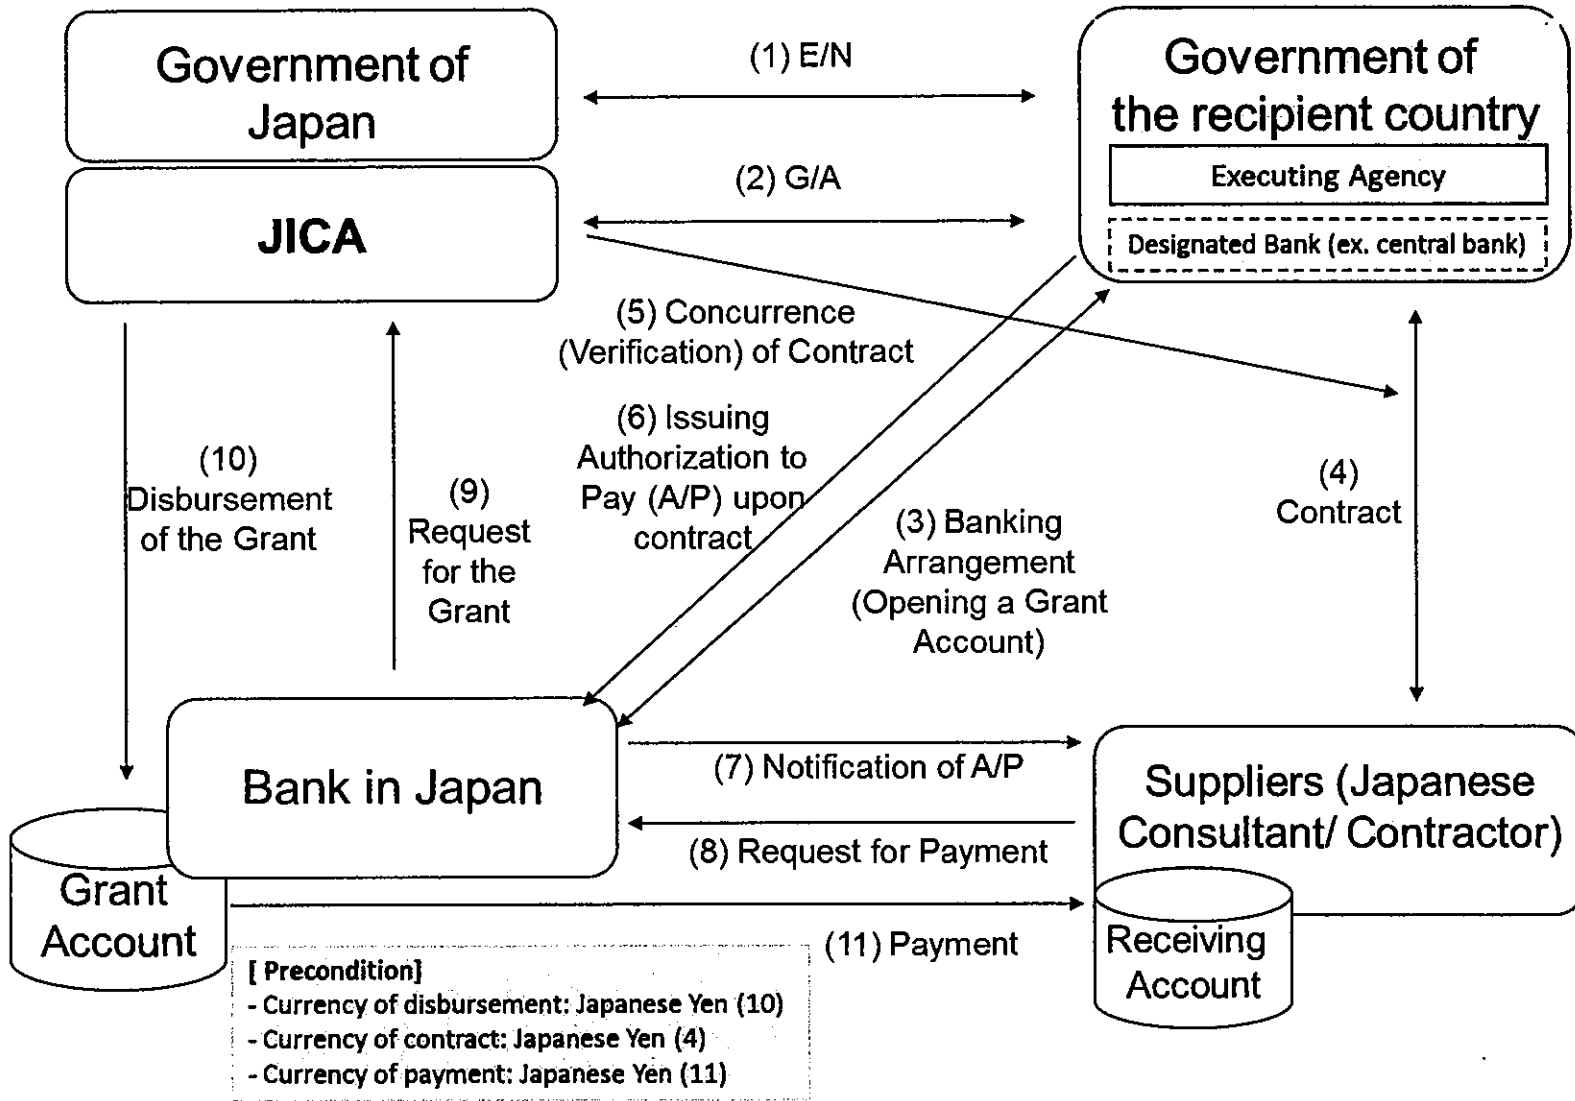 Government of
Japan
JICA
(1) E/N
(2) G/A
Government of
the recipient country
Executing Agency
Designated Bank (ex. central bank)
(5) Concurrence
(Verification) of Contract
(6) Issuing
Authorization to
Pay (A/P) upon
contract
(10)
Disbursement
of the Grant
(9)
Request
for the
Grant
(3) Banking
Arrangement
(Opening a Grant
Account)
(4)
Contract
Bank in Japan
(7) Notification of A/P
(8) Request for Payment
Suppliers (Japanese
Consultant/ Contractor)
Grant
Account
(11) Payment
Receiving
Account
[ Precondition]
- Currency of disbursement: Japanese Yen (10)
- Currency of contract: Japanese Yen (4)
- Currency of payment: Japanese Yen (11)